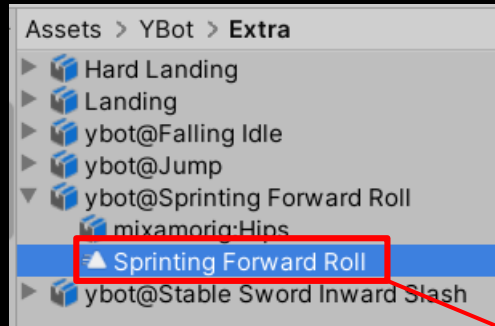 Assets > YBot > Extra
Hard Landing
Landing
ybot@Falling Idle
ybot@Jump
ybot@Sprinting Forward Roll
mixamorig:Hips
Sprinting Forward Roll
ybot@Stable Sword Inward Slash